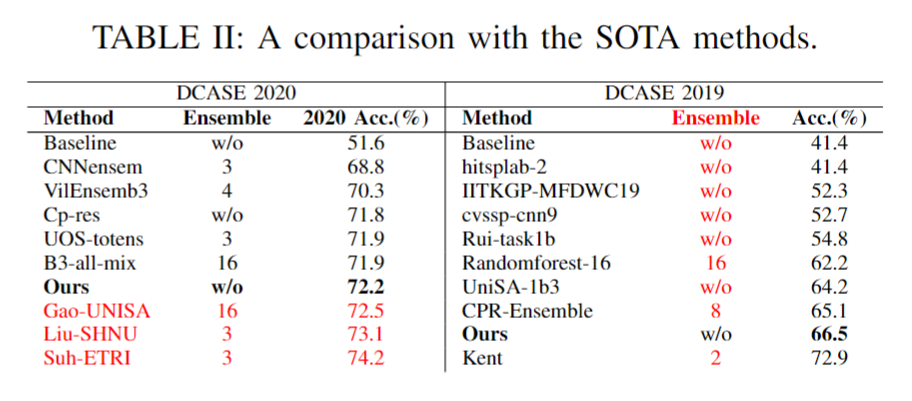 TABLE II: A comparison with the SOTA methods.
DCASE 2020 DCASE 2019
Method Ensemble 2020 Acc.(%) Method Ensemble Acc.(%)
Baseline w/o 51.6 Baseline w/o 41.4
CNNensem 3 68.8 hitsplab-2 w/o 41.4
VilEnsemb3 4 70.3 IITKGP-MFDWC19 w/o 52.3
Cp-res w/o 71.8 cvssp-cnn9 w/o 52.7
UOS-totens 3 71.9 Rui-task1b w/o 54.8
B3-all-mix 16 71.9 Randomforest-16 16 62.2
Ours w/o 72.2 UniSA-1b3 w/o 64.2
Gao-UNISA 16 72.5 CPR-Ensemble 8 65.1
Liu-SHNU 3 73.1 Ours w/o 66.5
Suh-ETRI 3 74.2 Kent 2 72.9